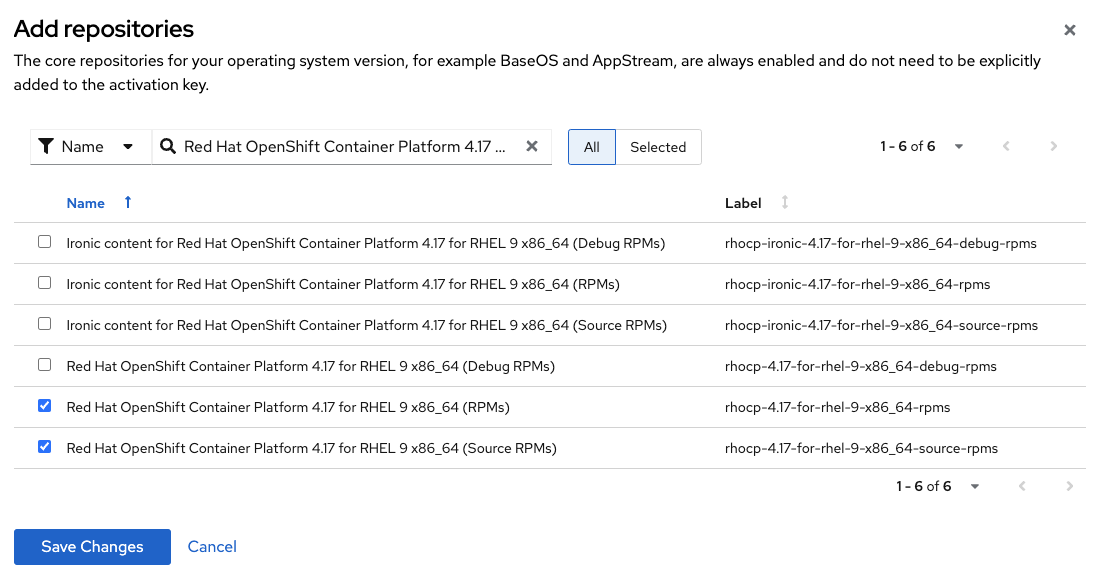 Add repositories
The core repositories for your operating system version, for example BaseOS and AppStream, are always enabled and do not need to be explicitly
added to the activation key.
Name Red Hat OpenShift Container Platform 4.17 ... All Selected 1 - 6 of 6
Name Label
Ironic content for Red Hat OpenShift Container Platform 4.17 for RHEL 9 x86_64 (Debug RPMs) rhocp-ironic-4.17-for-rhel-9-x86_64-debug-rpms
Ironic content for Red Hat OpenShift Container Platform 4.17 for RHEL 9 x86_64 (RPMs) rhocp-ironic-4.17-for-rhel-9-x86_64-rpms
Ironic content for Red Hat OpenShift Container Platform 4.17 for RHEL 9 x86_64 (Source RPMs) rhocp-ironic-4.17-for-rhel-9-x86_64-source-rpms
Red Hat OpenShift Container Platform 4.17 for RHEL 9 x86_64 (Debug RPMs) rhocp-4.17-for-rhel-9-x86_64-debug-rpms
Red Hat OpenShift Container Platform 4.17 for RHEL 9 x86_64 (RPMs) rhocp-4.17-for-rhel-9-x86_64-rpms
Red Hat OpenShift Container Platform 4.17 for RHEL 9 x86_64 (Source RPMs) rhocp-4.17-for-rhel-9-x86_64-source-rpms
1 - 6 of 6
Save Changes Cancel